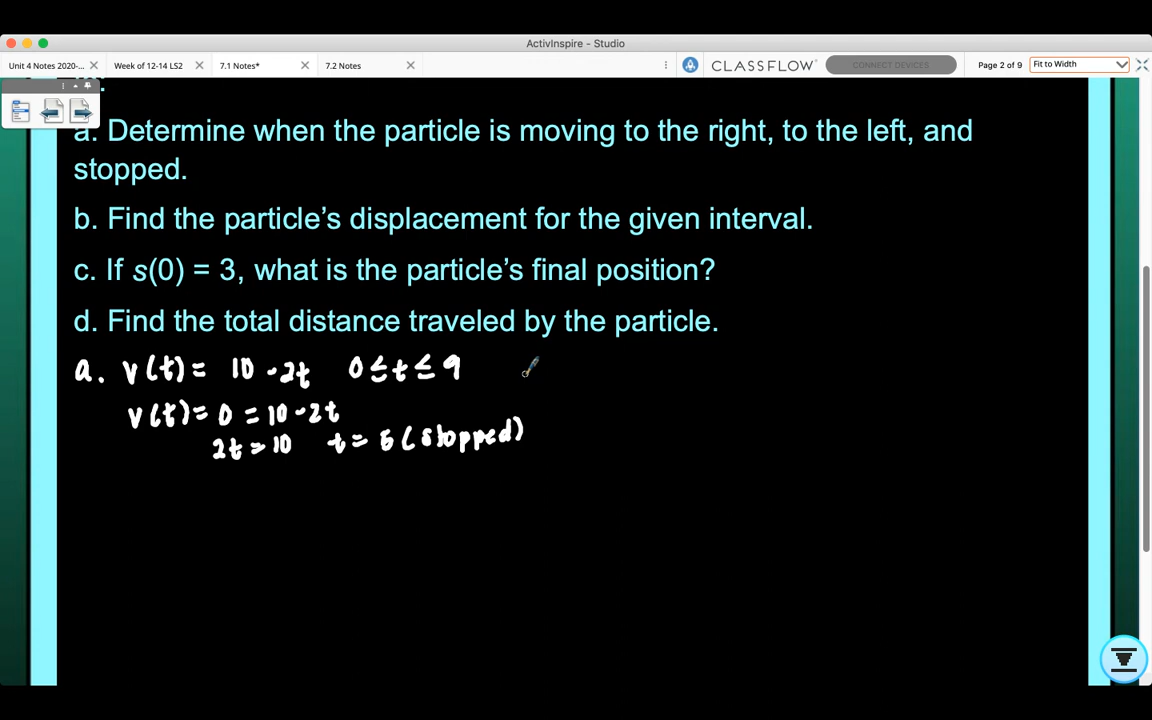 ActivInspire - Studio
Unit 4 Notes 2020-...
Week of 12-14 LS2
7.1 Notes*
7.2 Notes
CLASSFLOW
CONNECT DEVICES
Page 2 of 9
Fit to Width
a. Determine when the particle is moving to the right, to the left, and
stopped.
b. Find the particle's displacement for the given interval.
c. If s(0) = 3, what is the particle's final position?
d. Find the total distance traveled by the particle.
a. v(t) = 10 - 2t 0 ≤ t ≤ 9
v(t) = 0 = 10 - 2t
2t = 10 t = 5 (stopped)